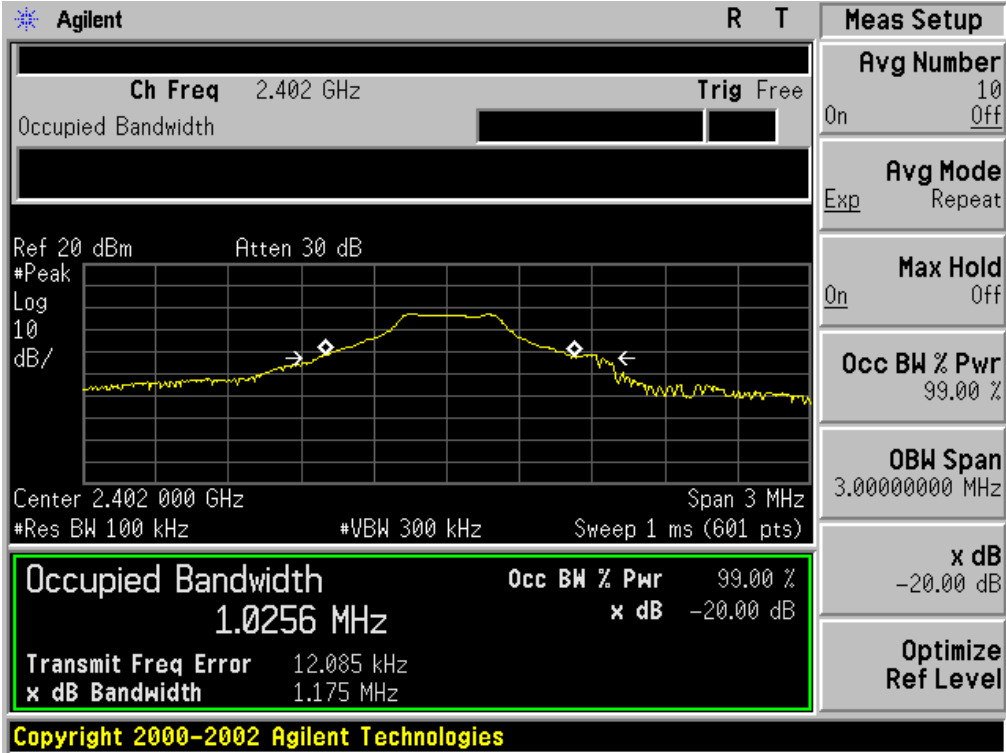 Agilent R T
Ch Freq 2.402 GHz Trig Free
Occupied Bandwidth
Ref 20 dBm Atten 30 dB
#Peak
Log
10
dB/
Center 2.402 000 GHz Span 3 MHz
#Res BW 100 kHz #VBW 300 kHz Sweep 1 ms (601 pts)
Occupied Bandwidth Occ BW % Pwr 99.00 %
1.0256 MHz x dB -20.00 dB
Transmit Freq Error 12.085 kHz
x dB Bandwidth 1.175 MHz
Copyright 2000-2002 Agilent Technologies
Meas Setup
Avg Number
10
On Off
Avg Mode
Exp Repeat
Max Hold
On Off
Occ BW % Pwr
99.00 %
OBW Span
3.00000000 MHz
x dB
-20.00 dB
Optimize
Ref Level